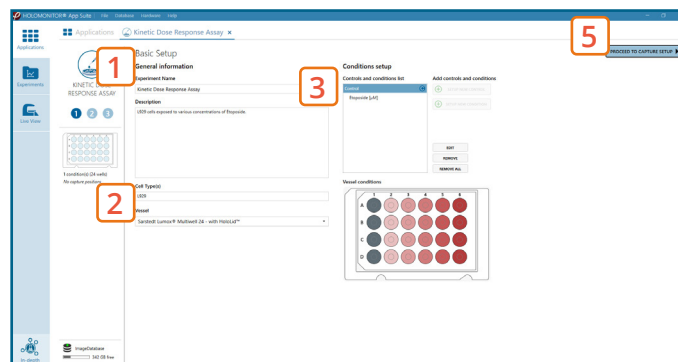 HOLOMONITOR® App Suite File Database Hardware Help
Applications Kinetic Dose Response Assay ×
Applications
Experiments
Live View
In-depth
KINETIC DOSE
RESPONSE ASSAY
1 2 3
1 condition(s) (24 wells)
No capture positions
ImageDatabase
342 GB free
1
2
3
5
Basic Setup
General information
Experiment Name
Kinetic Dose Response Assay
Description
L929 cells exposed to various concentrations of Etoposide
Cell Type(s)
L929
Vessel
Sarstedt Lumox® Multiwell 24 - with HoloLid™
Conditions setup
Controls and conditions list
Control
Etoposide [µM]
Add controls and conditions
EDIT
REMOVE
REMOVE ALL
Vessel conditions
1 2 3 4 5 6
A
B
C
D
PROCEED TO CAPTURE SETUP